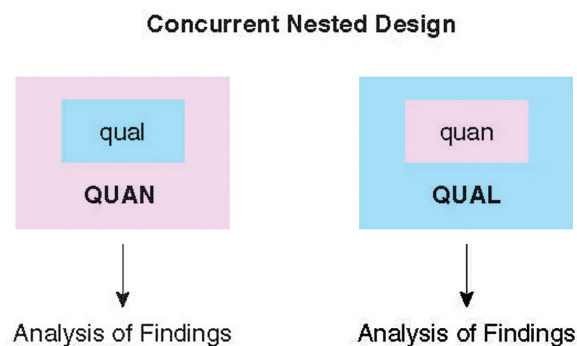 Concurrent Nested Design
qual
QUAN
Analysis of Findings
quan
QUAL
Analysis of Findings